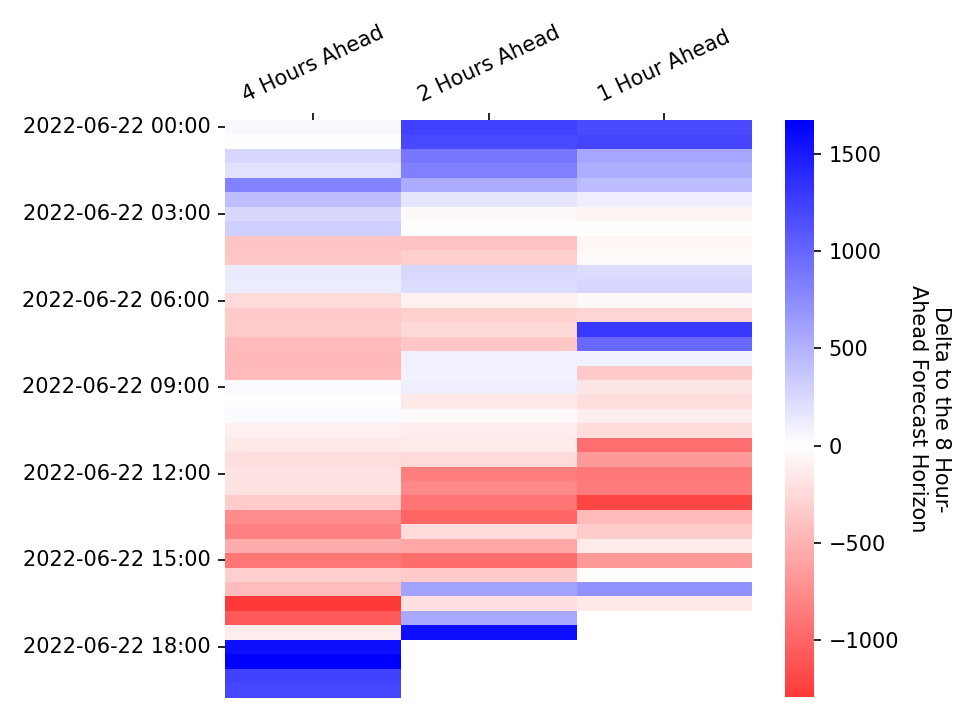 4 Hours Ahead
2 Hours Ahead
1 Hour Ahead
2022-06-22 00:00
2022-06-22 03:00
2022-06-22 06:00
2022-06-22 09:00
2022-06-22 12:00
2022-06-22 15:00
2022-06-22 18:00
1500
1000
500
0
−500
−1000
Delta to the 8 Hour-
Ahead Forecast Horizon